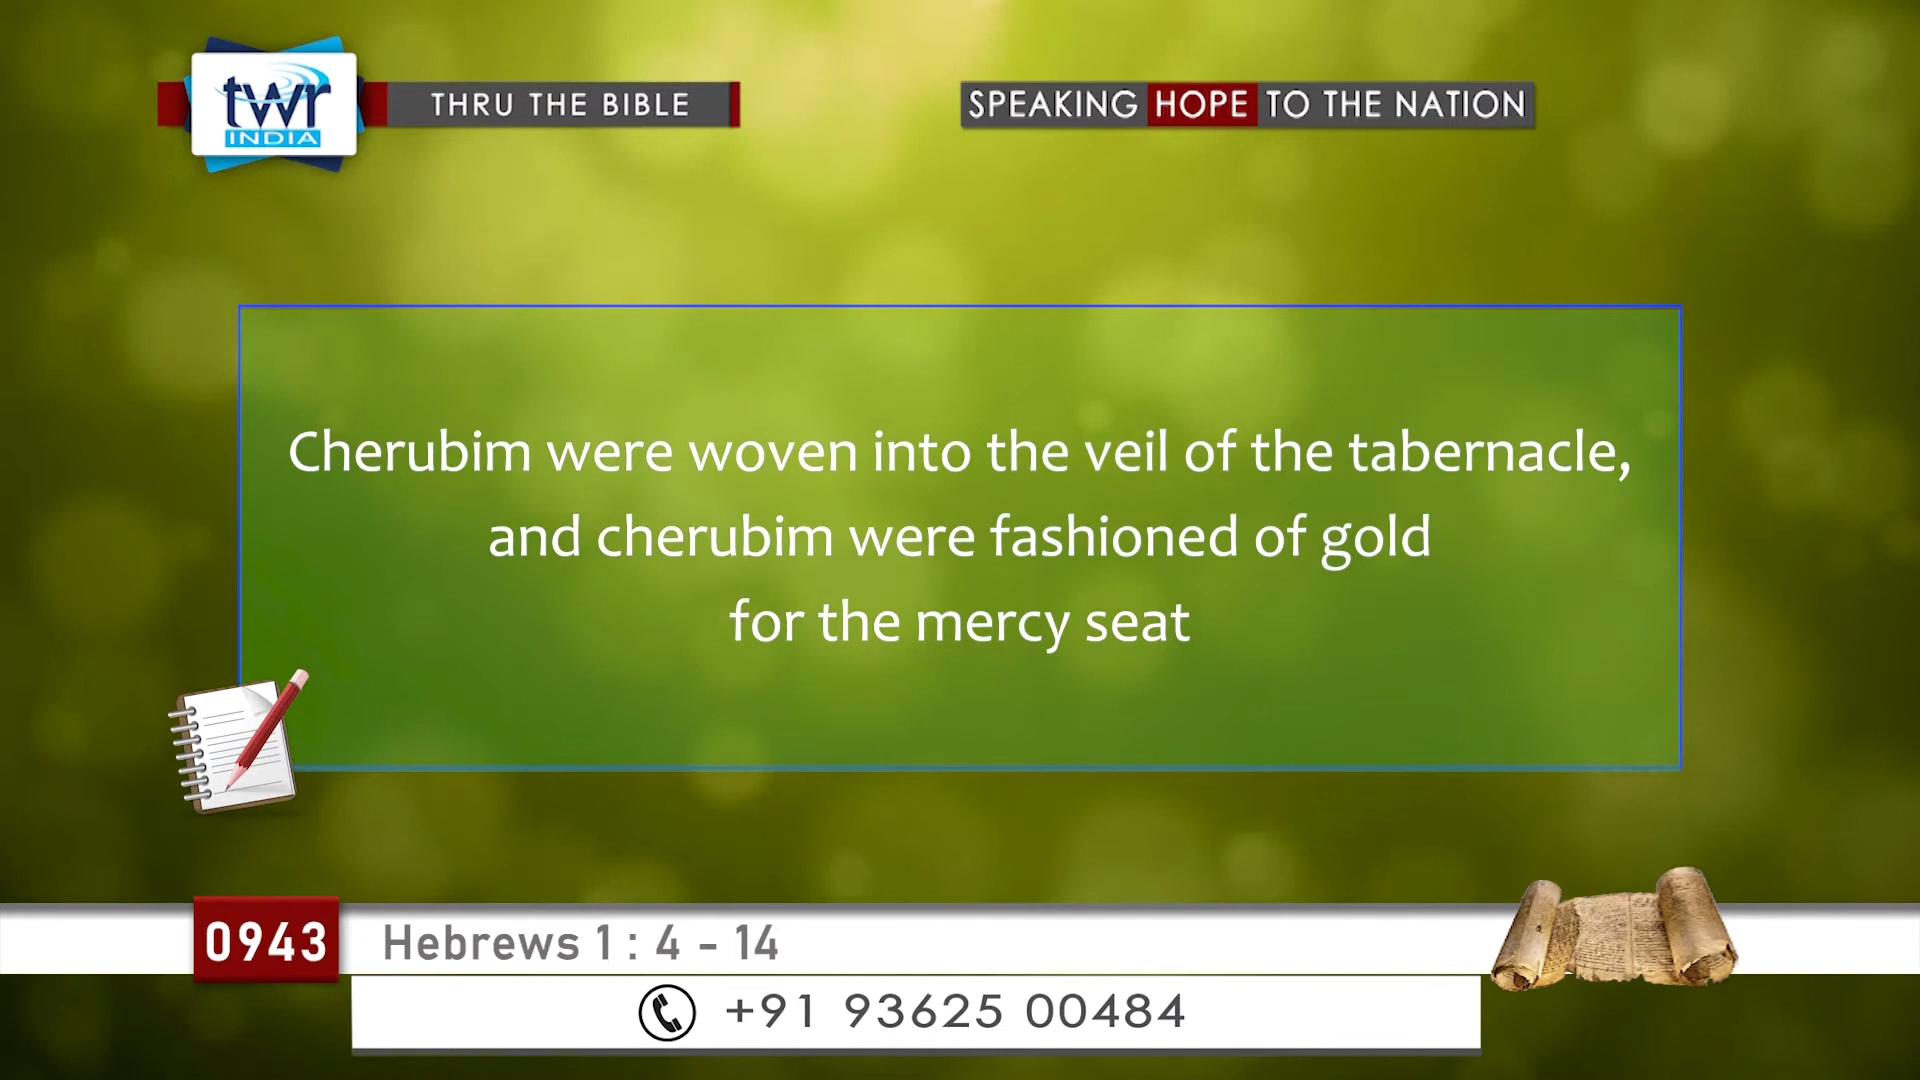 twr
INDIA
THRU THE BIBLE
SPEAKING HOPE TO THE NATION
Cherubim were woven into the veil of the tabernacle,
and cherubim were fashioned of gold
for the mercy seat
0943
Hebrews 1 : 4 - 14
+91 93625 00484